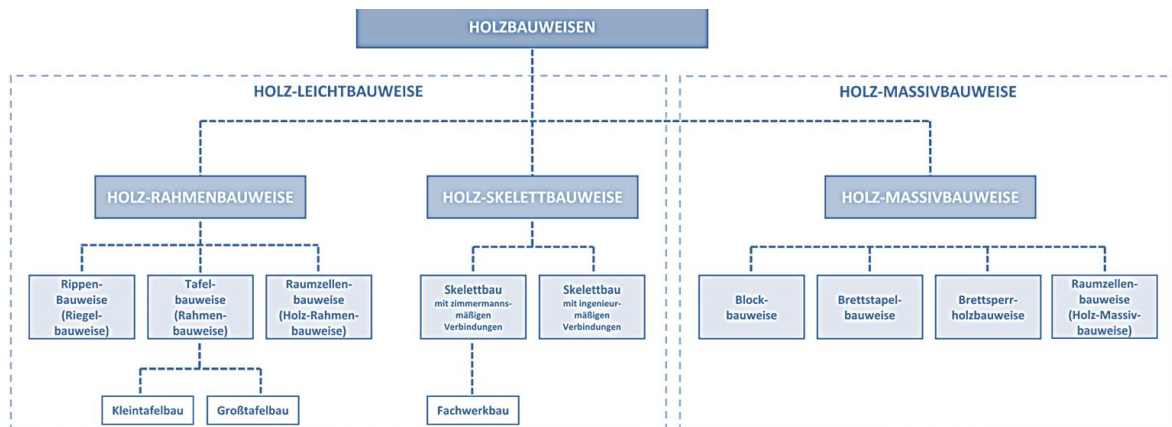 HOLZBAUWEISEN
HOLZ-LEICHTBAUWEISE
HOLZ-MASSIVBAUWEISE
HOLZ-RAHMENBAUWEISE
HOLZ-SKELETTBAUWEISE
HOLZ-MASSIVBAUWEISE
Rippen-
Bauweise
(Riegel-
bauweise)
Tafel-
bauweise
(Rahmen-
bauweise)
Raumzellen-
bauweise
(Holz-Rahmen-
bauweise)
Skelettbau
mit zimmermanns-
mäßigen
Verbindungen
Skelettbau
mit ingenieur-
mäßigen
Verbindungen
Block-
bauweise
Brettstapel-
bauweise
Brettsperr-
holzbauweise
Raumzellen-
bauweise
(Holz-Massiv-
bauweise)
Kleintafelbau
Großtafelbau
Fachwerkbau